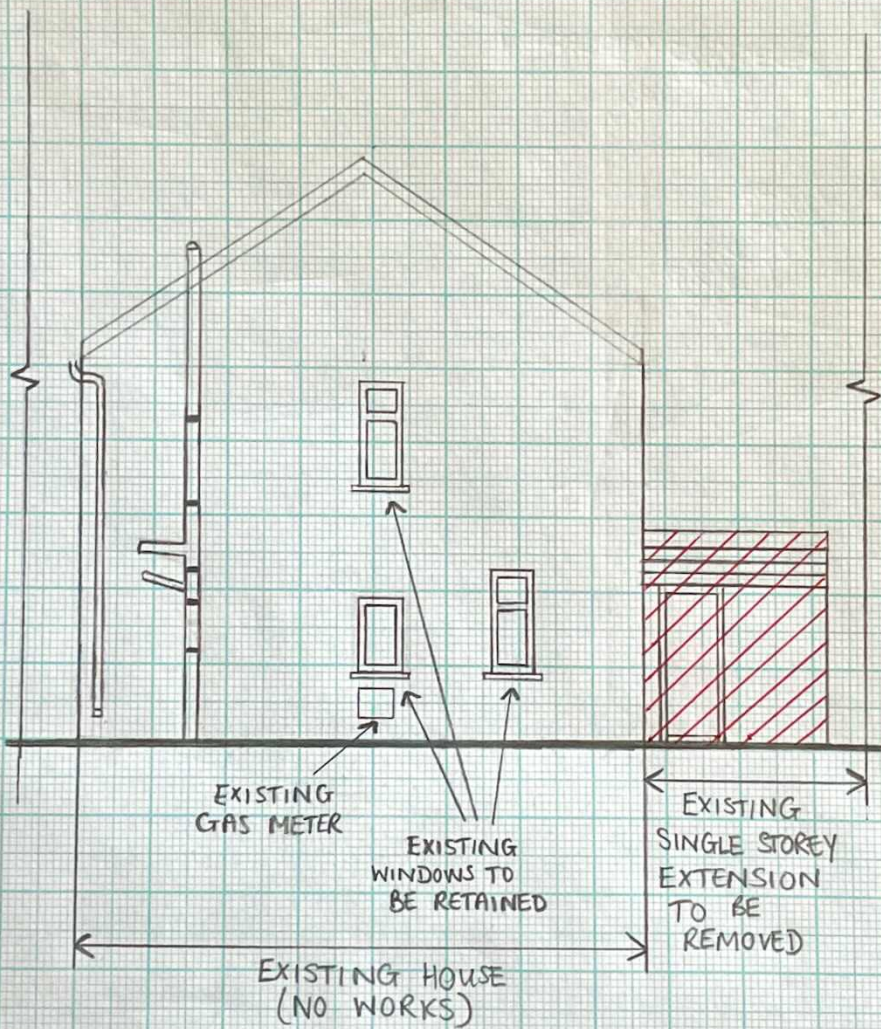 EXISTING
GAS METER
EXISTING
WINDOWS TO
BE RETAINED
EXISTING
SINGLE STOREY
EXTENSION
TO BE
REMOVED
EXISTING HOUSE
(NO WORKS)